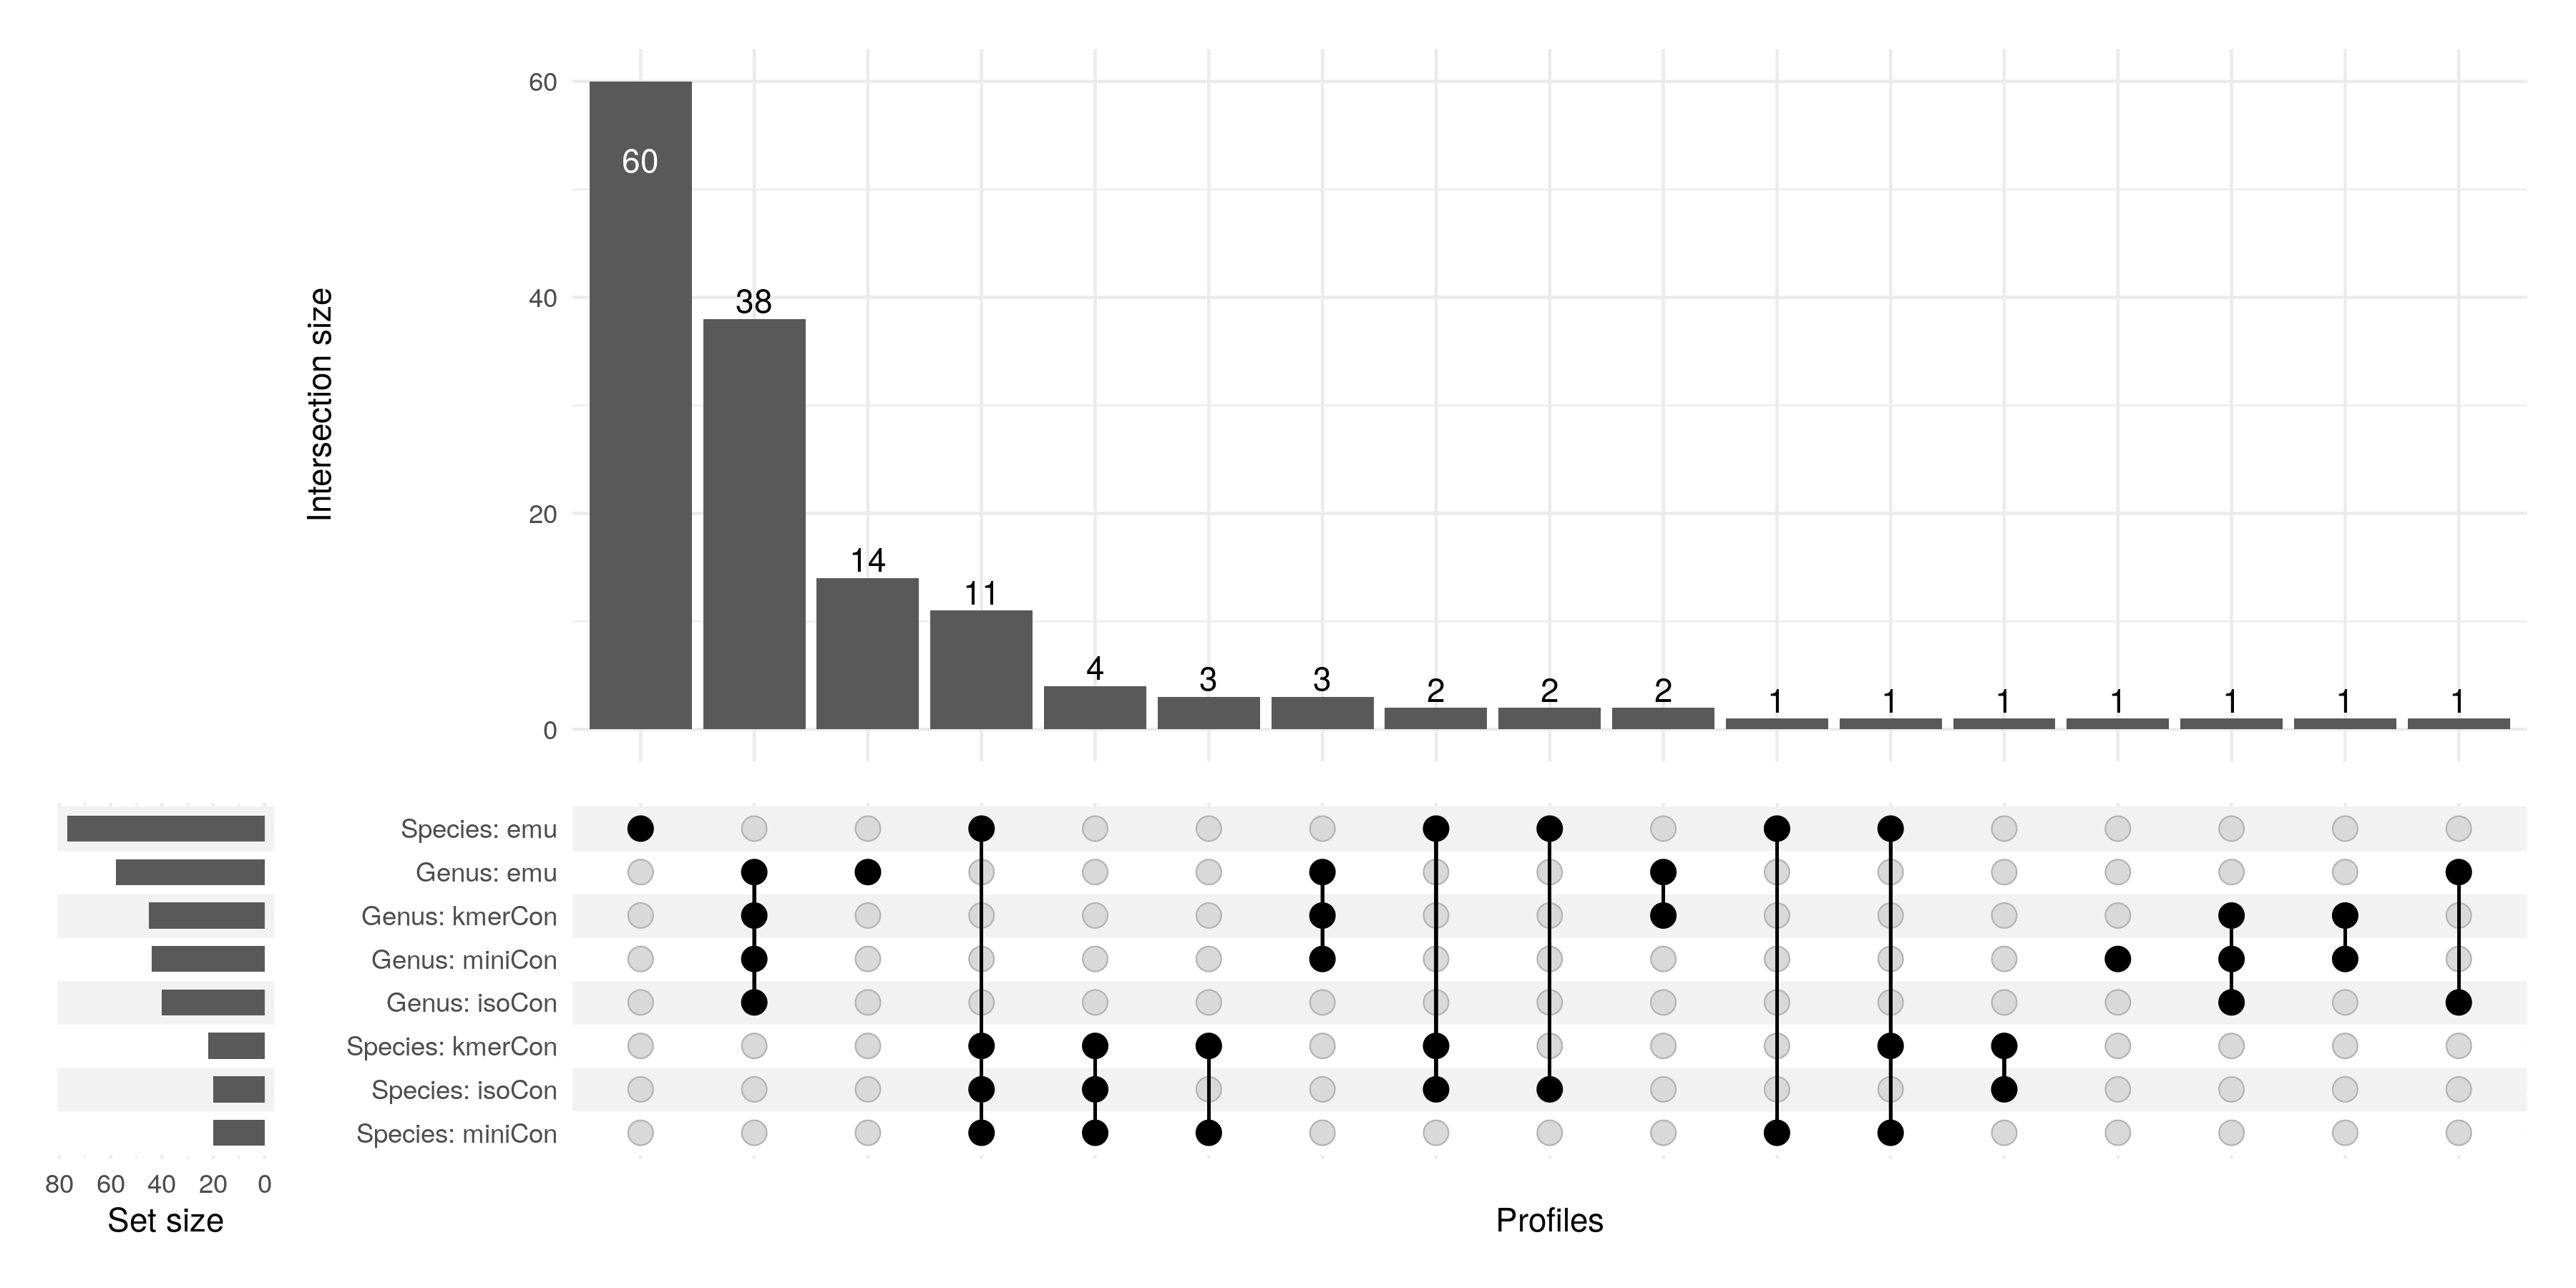 Intersection size
60
40
20
0
60
38
14
11
4
3
3
2
2
2
1
1
1
1
1
1
1
Species: emu
Genus: emu
Genus: kmerCon
Genus: miniCon
Genus: isoCon
Species: kmerCon
Species: isoCon
Species: miniCon
80 60 40 20 0
Set size
Profiles